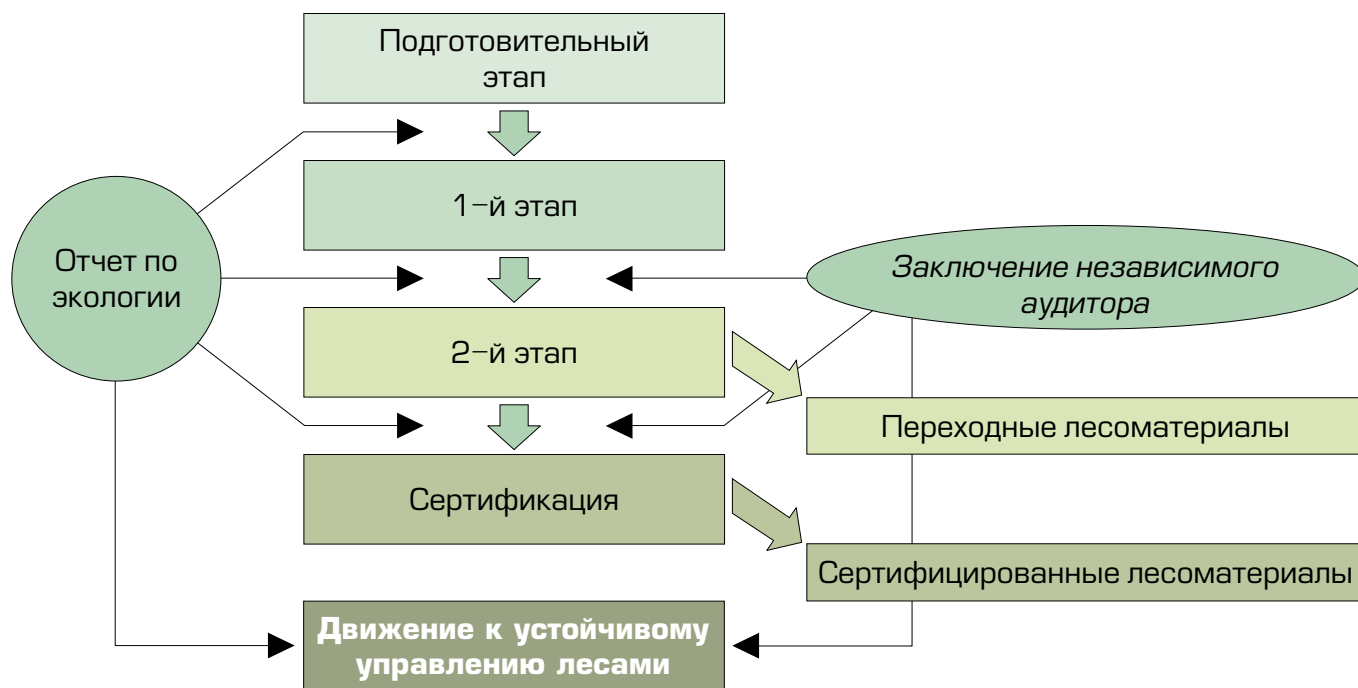 Подготовительный
этап
1–й этап
Отчет по
экологии
Заключение независимого
аудитора
2–й этап
Переходные лесоматериалы
Сертификация
Сертифицированные лесоматериалы
Движение к устойчивому
управлению лесами